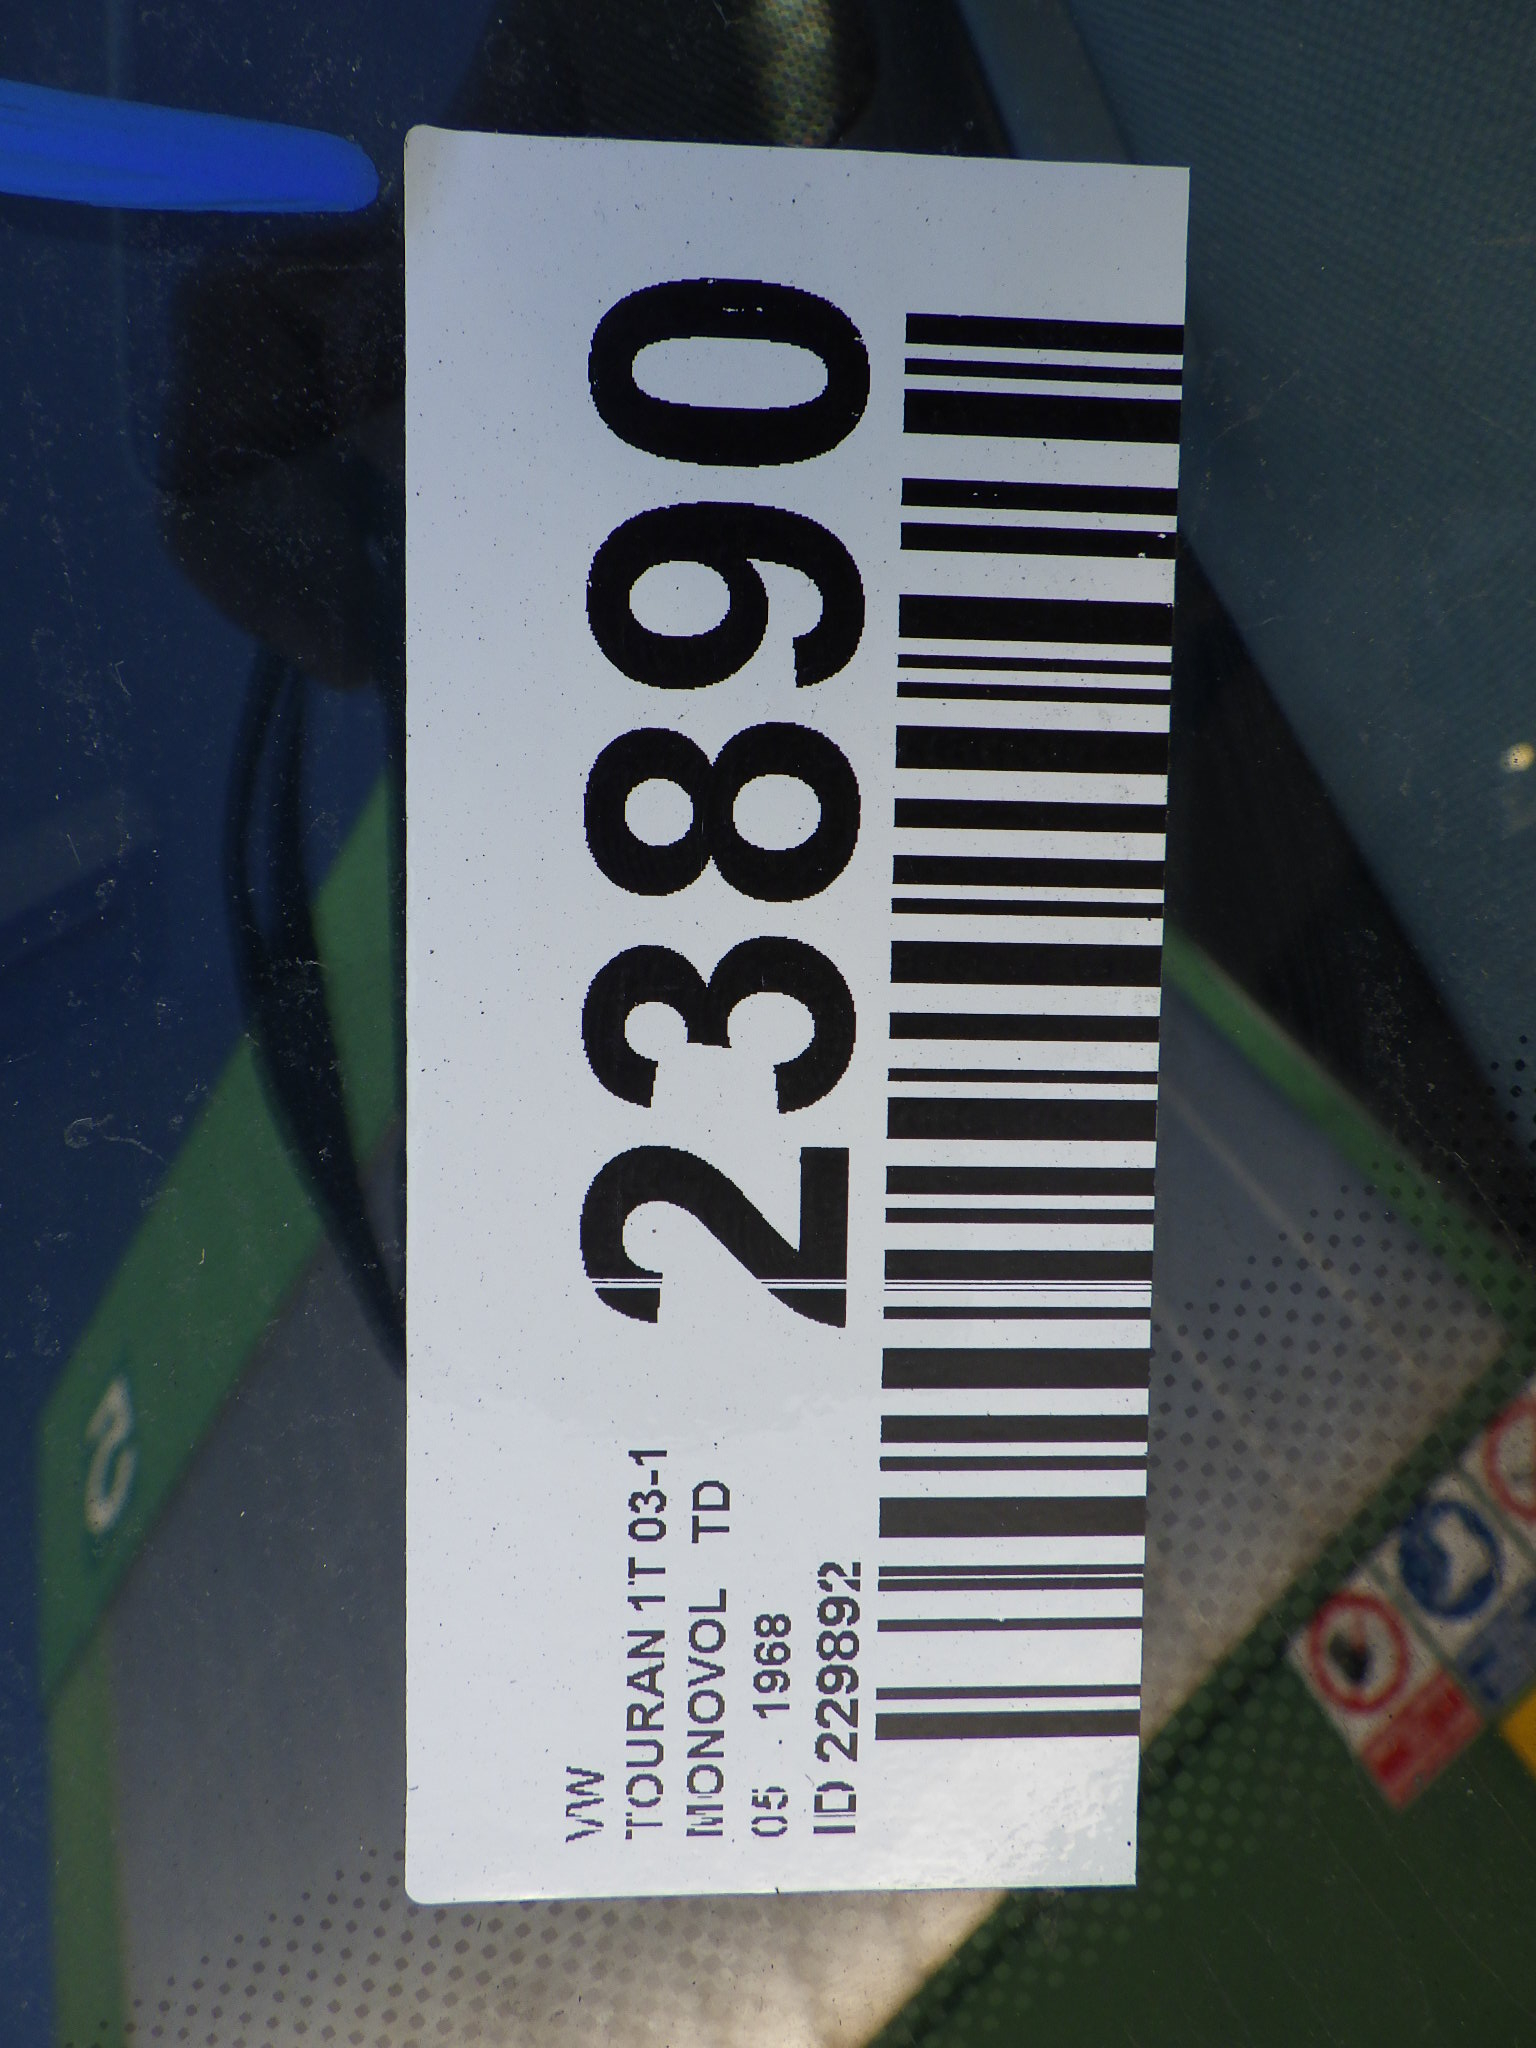 VW
TOURAN 1T 03-1
MONOVOL TD
05 . 1968
ID 229892
23890